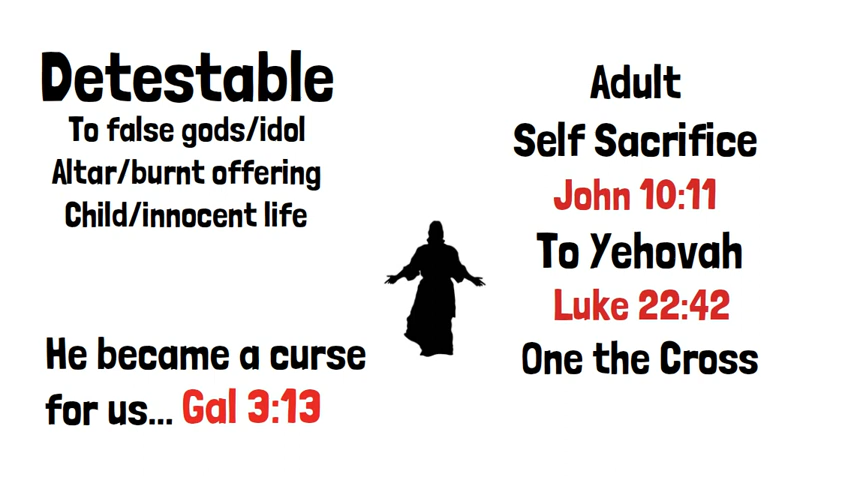 Detestable
To false gods/idol
Altar/burnt offering
Child/innocent life
He became a curse
for us... Gal 3:13
Adult
Self Sacrifice
John 10:11
To Yehovah
Luke 22:42
One the Cross